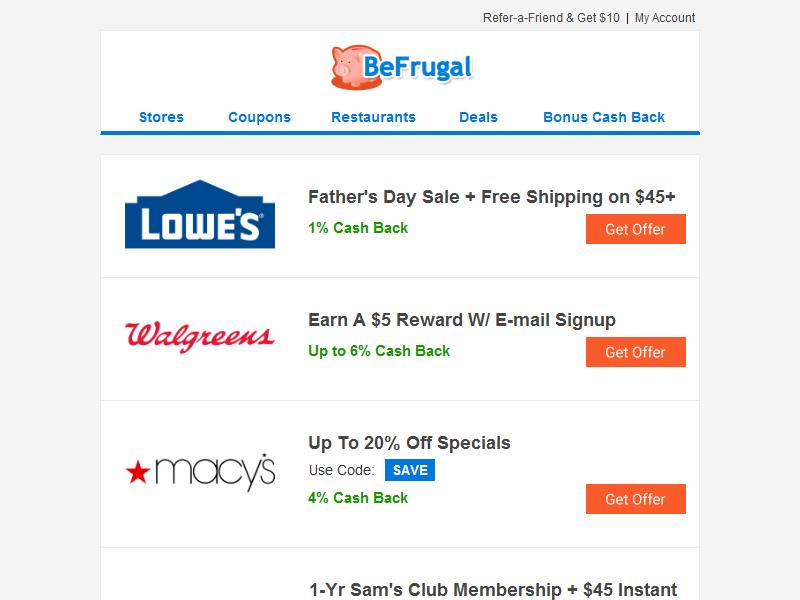 Refer-a-Friend & Get $10 | My Account
BeFrugal
Stores Coupons Restaurants Deals Bonus Cash Back
LOWE'S®
Father's Day Sale + Free Shipping on $45+
1% Cash Back
Get Offer
Walgreens
Earn A $5 Reward W/ E-mail Signup
Up to 6% Cash Back
Get Offer
macy's
Up To 20% Off Specials
Use Code: SAVE
4% Cash Back
Get Offer
1-Yr Sam's Club Membership + $45 Instant